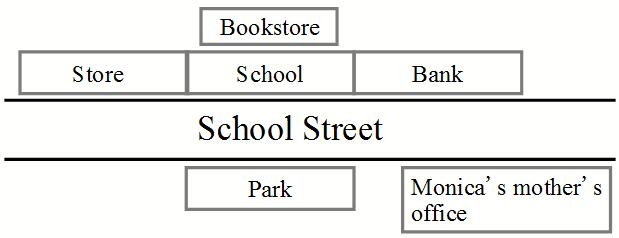 Bookstore
Store
School
Bank
School Street
Park
Monica’s mother’s
office